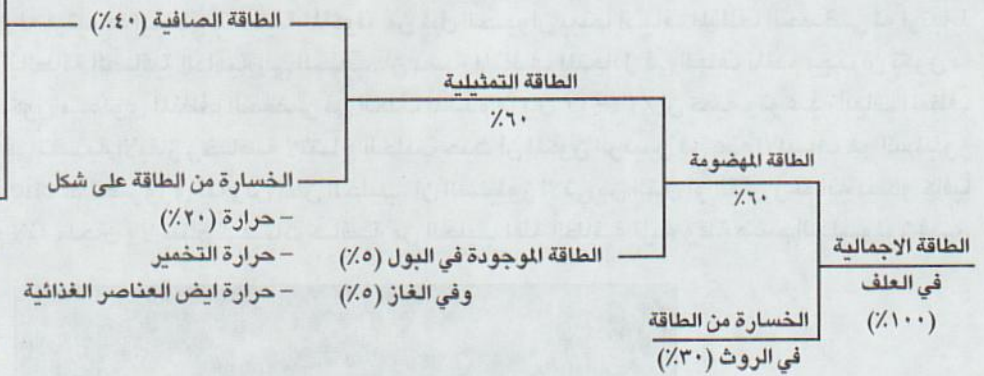 الطاقة الصافية (٤٠٪)
الطاقة التمثيلية
٦٠٪
الخسارة من الطاقة على شكل
– حرارة (٢٠٪)
– حرارة التخمير
– حرارة ايض العناصر الغذائية
الطاقة المهضومة
٦٠٪
الطاقة الموجودة في البول (٥٪)
وفي الغاز (٥٪)
الطاقة الاجمالية
في العلف
(١٠٠٪)
الخسارة من الطاقة
في الروث (٣٠٪)